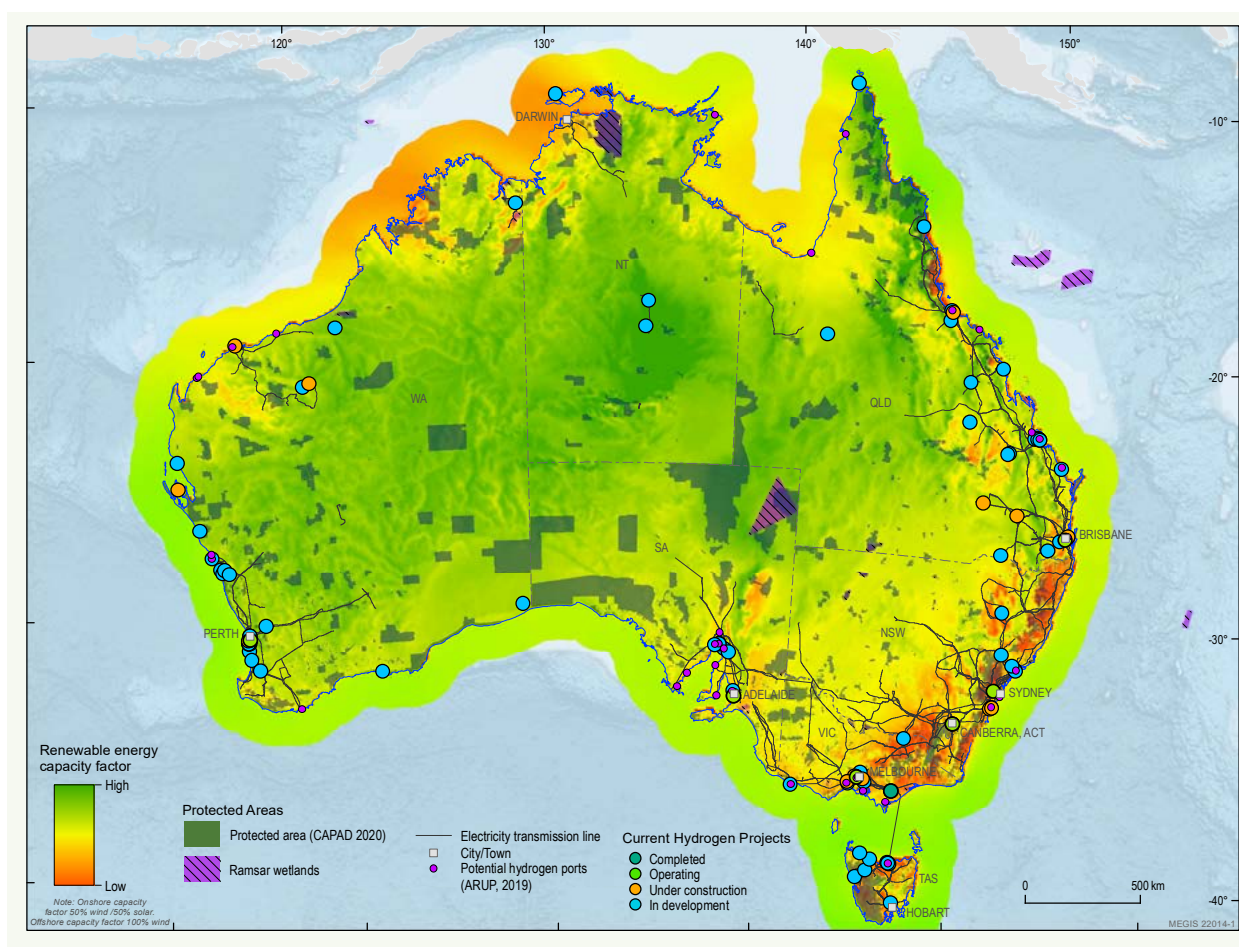 120°
130°
140°
150°
DARWIN
-10°
NT
-20°
WA
QLD
BRISBANE
SA
PERTH
NSW
-30°
ADELAIDE
SYDNEY
VIC
CANBERRA, ACT
MELBOURNE
TAS
HOBART
-40°
Renewable energy
capacity factor
High
Low
Note: Onshore capacity
factor 50% wind /50% solar.
Offshore capacity factor 100% wind
Protected Areas
Protected area (CAPAD 2020)
Ramsar wetlands
Electricity transmission line
City/Town
Potential hydrogen ports
(ARUP, 2019)
Current Hydrogen Projects
Completed
Operating
Under construction
In development
0 500 km
MEGIS 22014-1